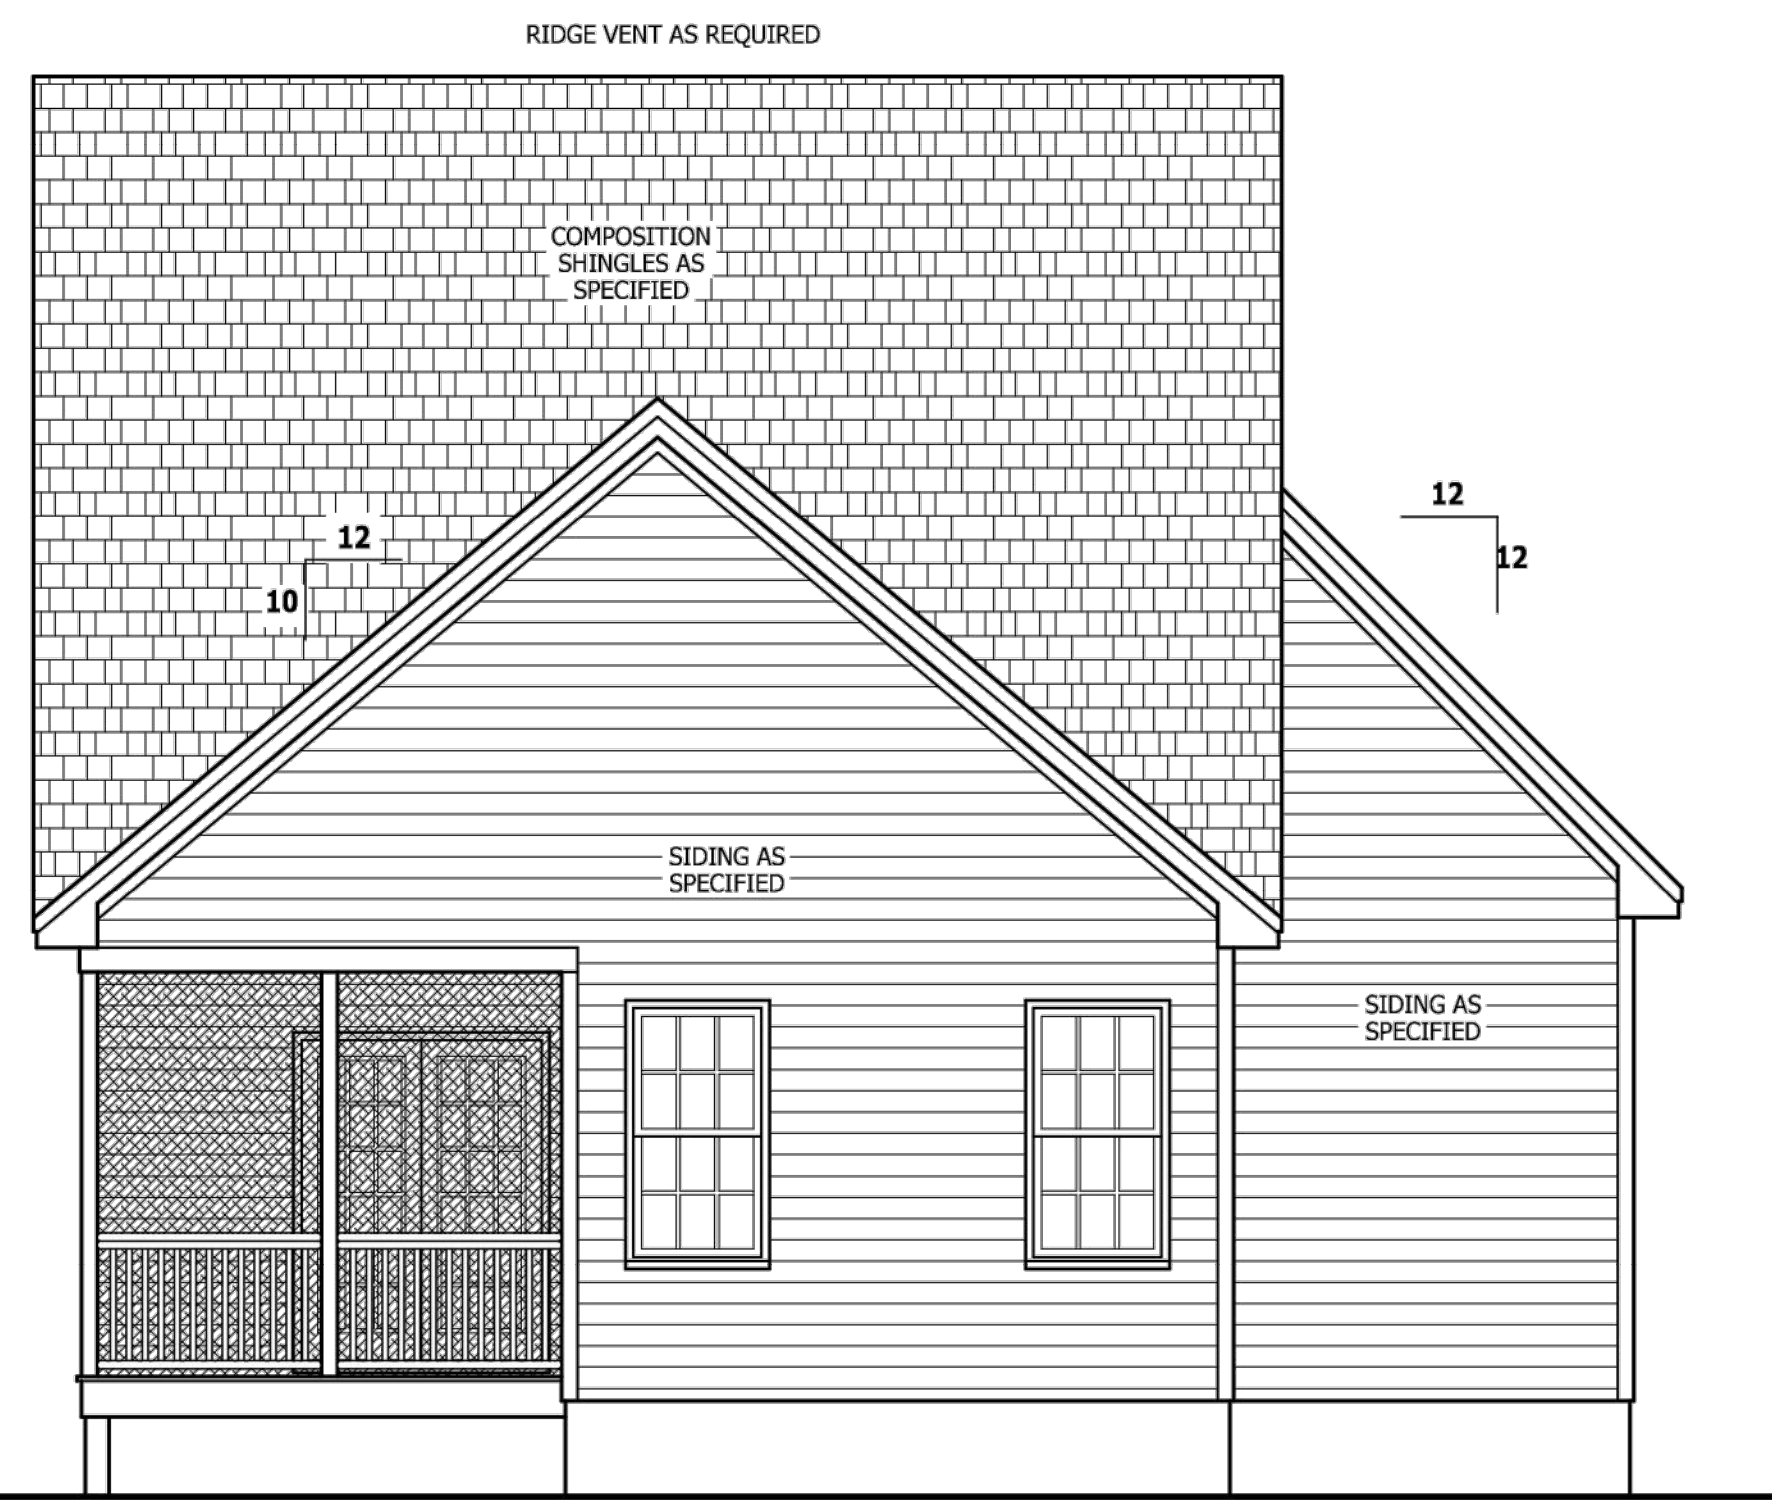 RIDGE VENT AS REQUIRED
COMPOSITION
SHINGLES AS
SPECIFIED
12
12
12
10
SIDING AS
SPECIFIED
SIDING AS
SPECIFIED